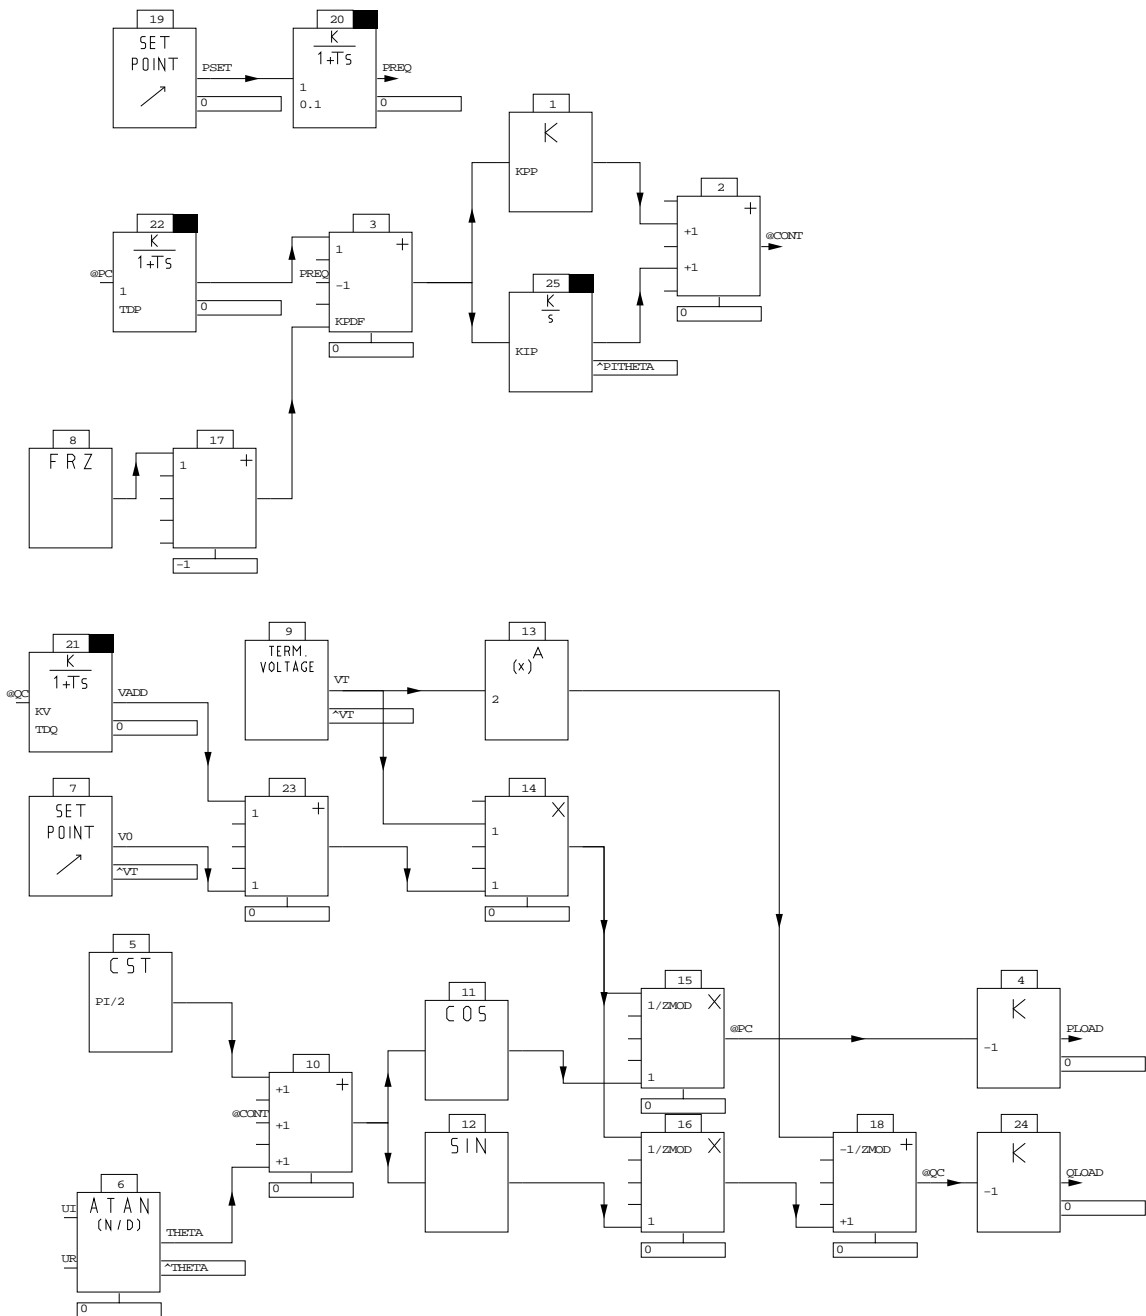 19
SET
POINT
PSET
0
20
K
1+Ts
1
0.1
PREQ
0
1
K
KPP
2
+
+1
+1
@CONT
0
22
K
1+Ts
@PC
1
TDP
0
3
+
1
PREQ
-1
KPDF
0
25
K
s
KIP
^PITHETA
8
FRZ
17
+
1
-1
21
K
1+Ts
@QC
KV
TDQ
VADD
0
9
TERM.
VOLTAGE
VT
^VT
13
(x)^A
2
7
SET
POINT
V0
^VT
23
+
1
1
0
14
X
1
1
0
5
CST
PI/2
10
+
+1
@CONT
+1
+1
0
11
COS
12
SIN
15
1/ZMOD X
1
@PC
0
16
1/ZMOD X
1
0
4
K
-1
PLOAD
0
18
-1/ZMOD +
+1
@QC
0
24
K
-1
QLOAD
0
6
ATAN
(N/D)
UI
UR
THETA
^THETA
0